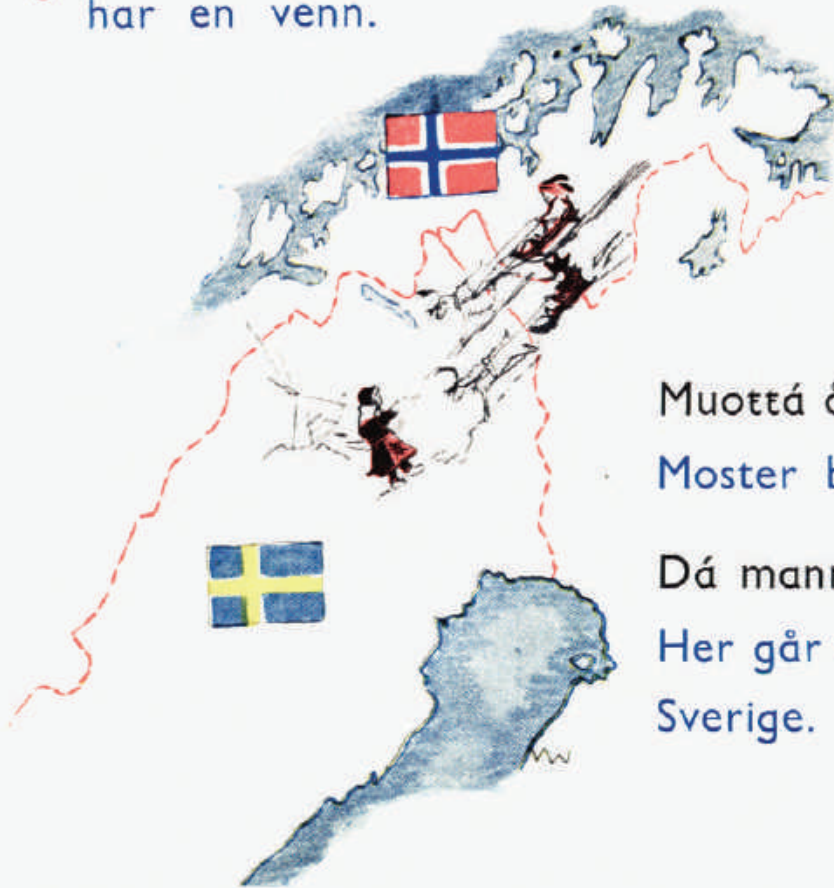 har en venn.
Muottá
Moster
Dá
Her går
Sverige.